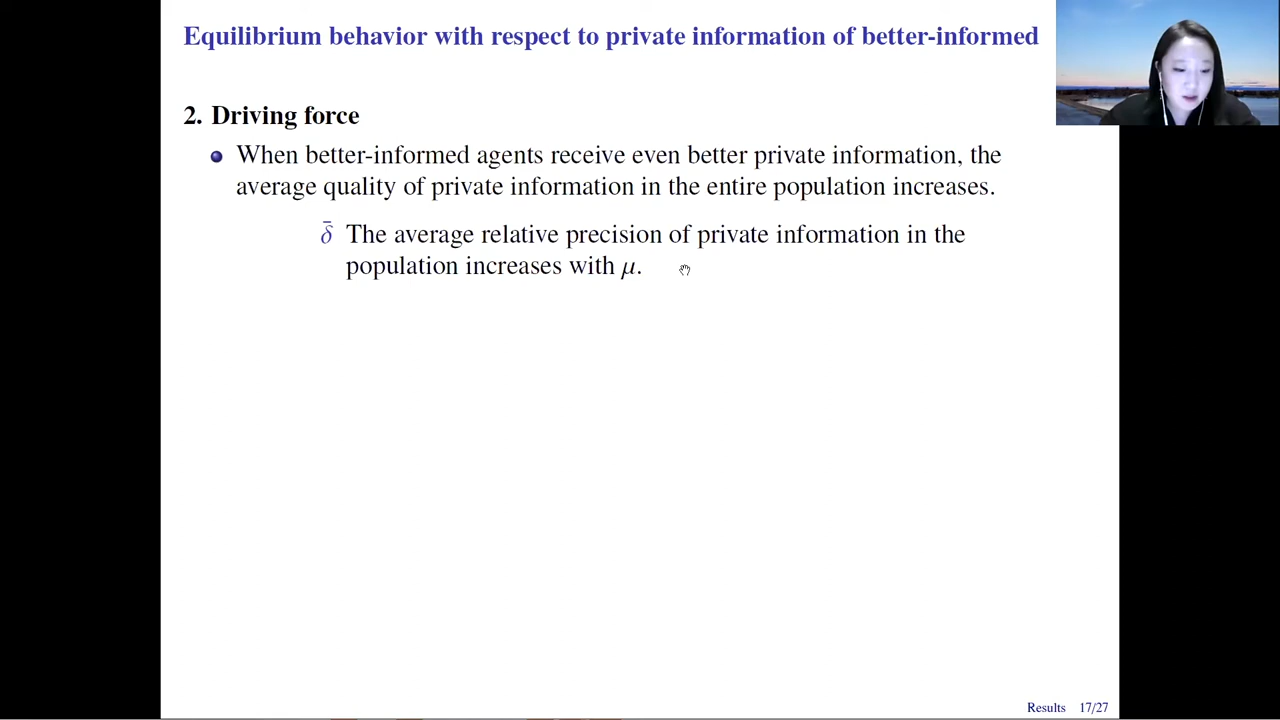 Equilibrium behavior with respect to private information of better-informed
2. Driving force
When better-informed agents receive even better private information, the
average quality of private information in the entire population increases.
δ̄ The average relative precision of private information in the
population increases with μ.
Results 17/27